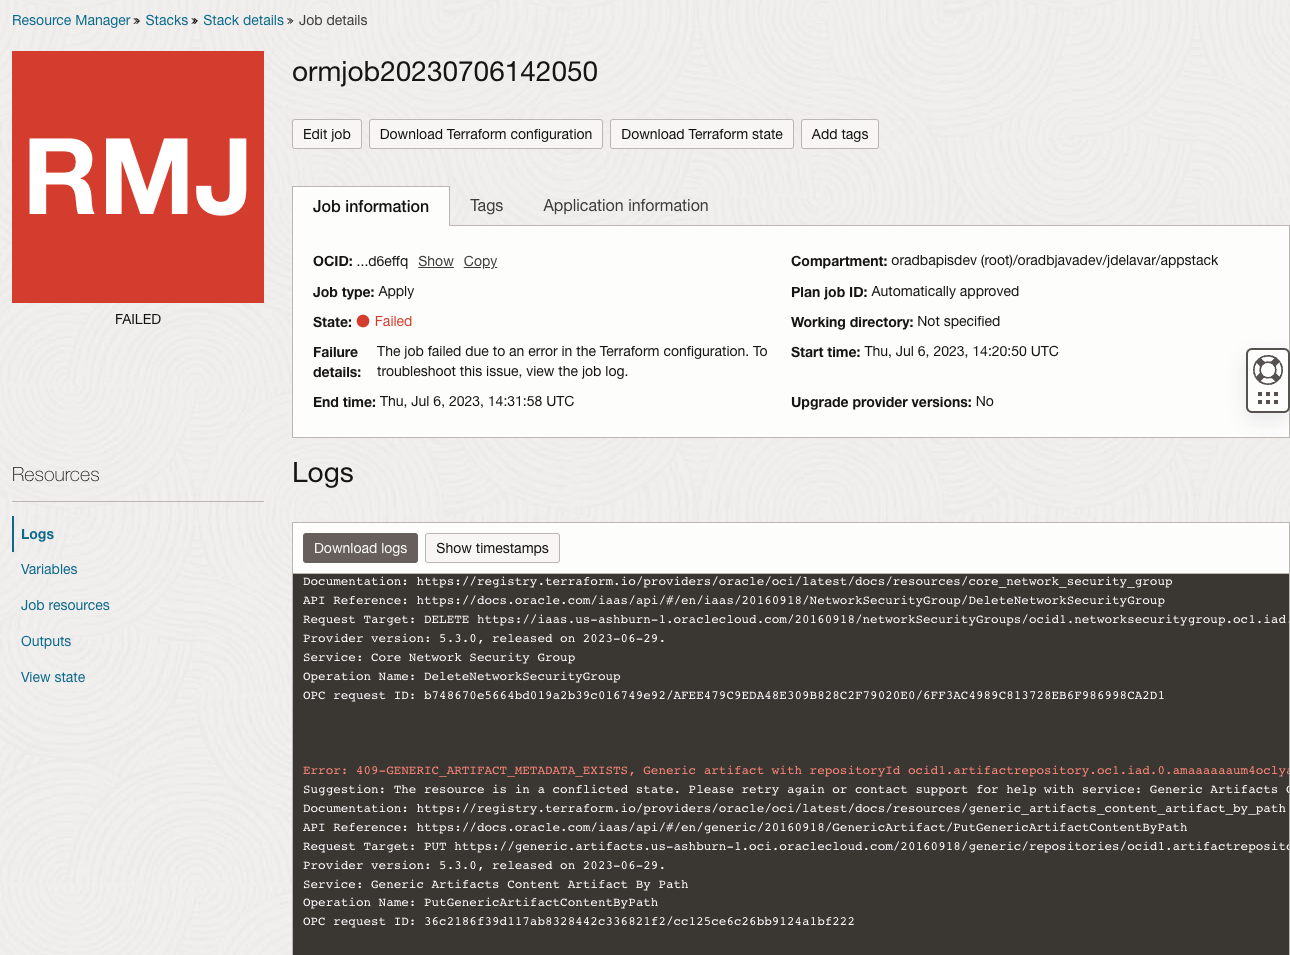 Resource Manager » Stacks » Stack details » Job details
RMJ
FAILED
ormjob20230706142050
Edit job
Download Terraform configuration
Download Terraform state
Add tags
Job information
Tags
Application information
OCID: ...d6effq Show Copy
Compartment: oradbapisdev (root)/oradbjavadev/jdelavar/appstack
Job type: Apply
Plan job ID: Automatically approved
State: Failed
Working directory: Not specified
Failure details: The job failed due to an error in the Terraform configuration. To
troubleshoot this issue, view the job log.
Start time: Thu, Jul 6, 2023, 14:20:50 UTC
End time: Thu, Jul 6, 2023, 14:31:58 UTC
Upgrade provider versions: No
Resources
Logs
Variables
Job resources
Outputs
View state
Logs
Download logs
Show timestamps
Documentation: https://registry.terraform.io/providers/oracle/oci/latest/docs/resources/core_network_security_group
API Reference: https://docs.oracle.com/iaas/api/#/en/iaas/20160918/NetworkSecurityGroup/DeleteNetworkSecurityGroup
Request Target: DELETE https://iaas.us-ashburn-1.oraclecloud.com/20160918/networkSecurityGroups/ocid1.networksecuritygroup.oc1.iad.
Provider version: 5.3.0, released on 2023-06-29.
Service: Core Network Security Group
Operation Name: DeleteNetworkSecurityGroup
OPC request ID: b748670e5664bd019a2b39c016749e92/AFEE479C9EDA48E309B828C2F79020E0/6FF3AC4989C813728EB6F986998CA2D1
Error: 409-GENERIC_ARTIFACT_METADATA_EXISTS, Generic artifact with repositoryId ocid1.artifactrepository.oc1.iad.0.amaaaaaaum4oclya
Suggestion: The resource is in a conflicted state. Please retry again or contact support for help with service: Generic Artifacts C
Documentation: https://registry.terraform.io/providers/oracle/oci/latest/docs/resources/generic_artifacts_content_artifact_by_path
API Reference: https://docs.oracle.com/iaas/api/#/en/generic/20160918/GenericArtifact/PutGenericArtifactContentByPath
Request Target: PUT https://generic.artifacts.us-ashburn-1.oci.oraclecloud.com/20160918/generic/repositories/ocid1.artifactreposito
Provider version: 5.3.0, released on 2023-06-29.
Service: Generic Artifacts Content Artifact By Path
Operation Name: PutGenericArtifactContentByPath
OPC request ID: 36c2186f39d117ab8328442c336821f2/cc125ce6c26bb9124a1bf222